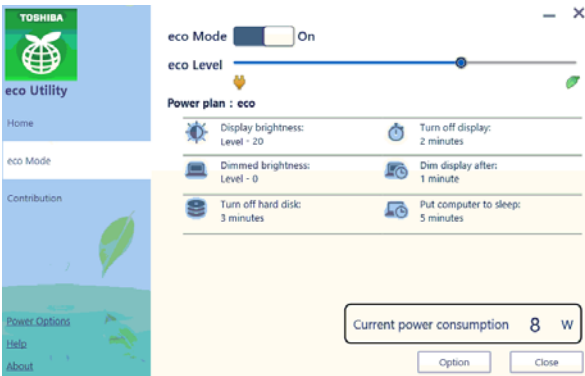 TOSHIBA
eco Utility
Home
eco Mode
Contribution
Power Options
Help
About
eco Mode On
eco Level
Power plan : eco
Display brightness:
Level - 20
Turn off display:
2 minutes
Dimmed brightness:
Level - 0
Dim display after:
1 minute
Turn off hard disk:
3 minutes
Put computer to sleep:
5 minutes
Current power consumption 8 W
Option Close